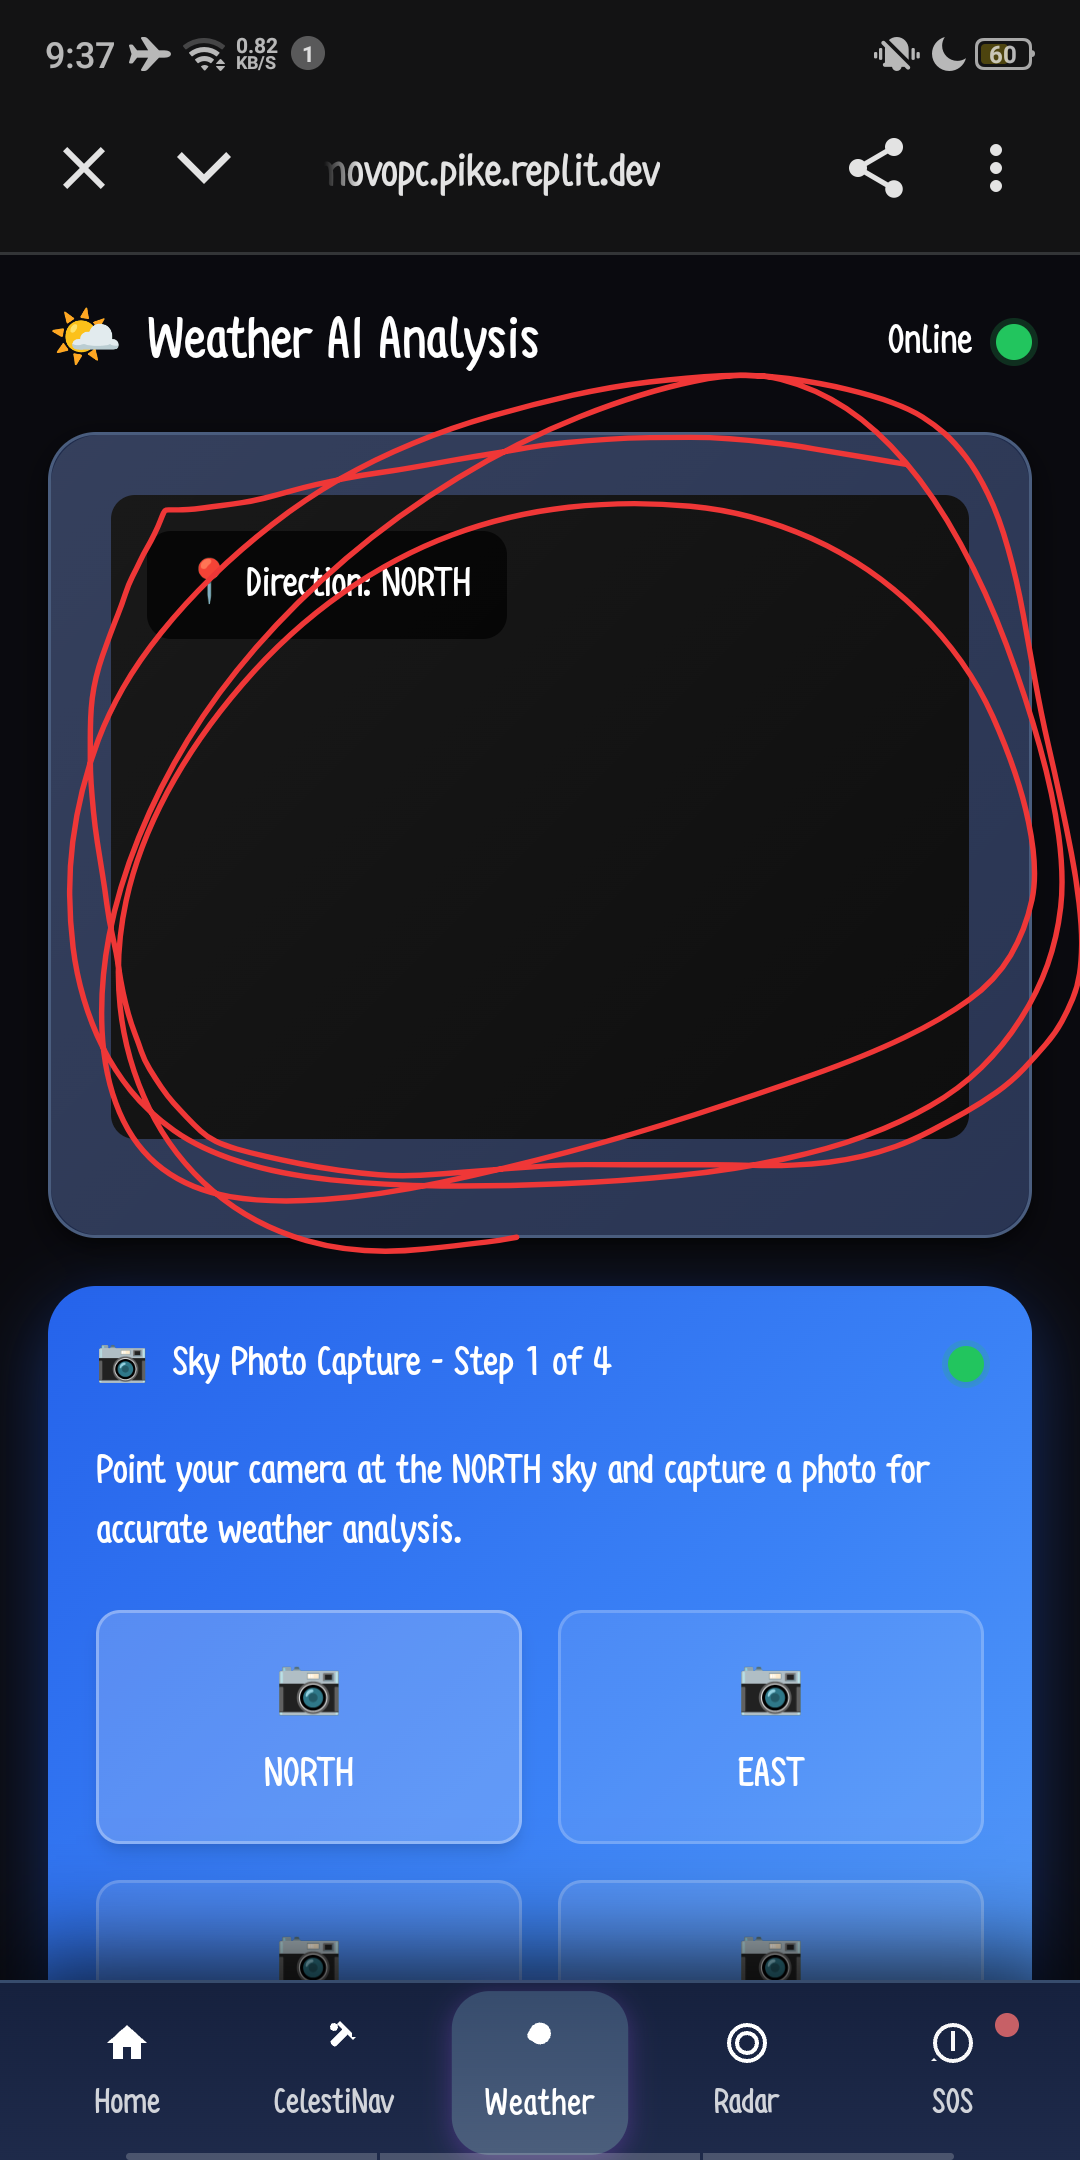 9:37
0.82
KB/S
1
60
novopc.pike.replit.dev
Weather AI Analysis
Online
Direction: NORTH
Sky Photo Capture - Step 1 of 4
Point your camera at the NORTH sky and capture a photo for
accurate weather analysis.
NORTH
EAST
Home
CelestiNav
Weather
Radar
SOS